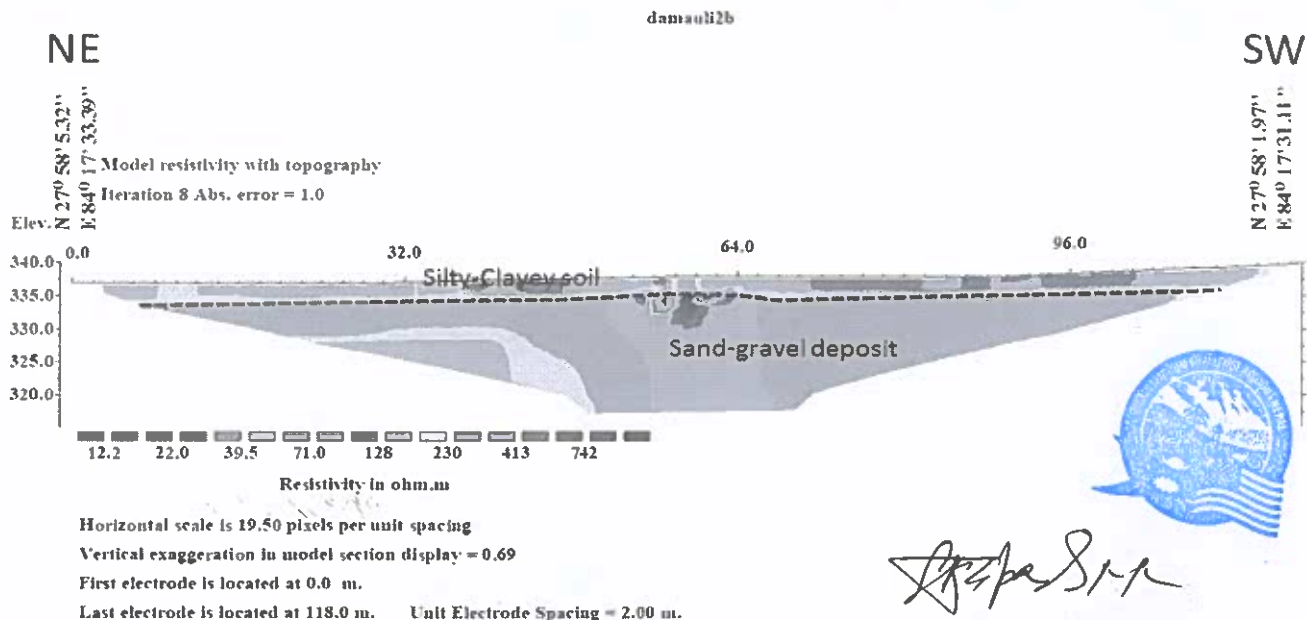 damauli2b
NE
SW
N 27⁰ 58' 5.32''
E 84⁰ 17' 33.39''
N 27⁰ 58' 1.97''
E 84⁰ 17' 31.11''
Model resistivity with topography
Iteration 8 Abs. error = 1.0
Elev.
0.0 32.0 64.0 96.0
340.0
335.0
330.0
325.0
320.0
Silty-Clayey soil
Sand-gravel deposit
12.2 22.0 39.5 71.0 128 230 413 742
Resistivity in ohm.m
Horizontal scale is 19.50 pixels per unit spacing
Vertical exaggeration in model section display = 0.69
First electrode is located at 0.0 m.
Last electrode is located at 118.0 m. Unit Electrode Spacing = 2.00 m.